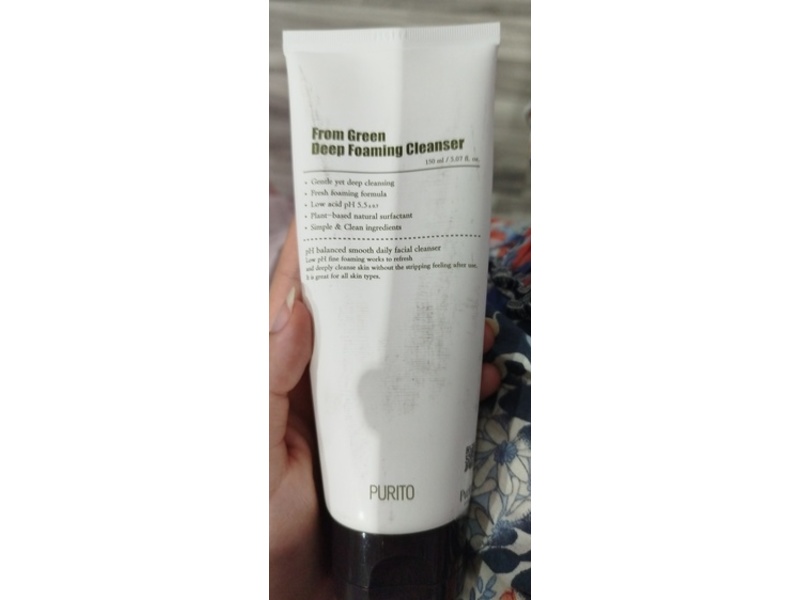 From Green
Deep Foaming Cleanser
150 ml / 5.07 fl. oz.
• Gentle yet deep cleansing
• Fresh foaming formula
• Low acid pH 5.5±0.5
• Plant-based natural surfactant
• Simple & Clean ingredients
pH balanced smooth daily facial cleanser
Low pH fine foaming works to refresh
and deeply cleanse skin without the stripping feeling after use.
It is great for all skin types.
PURITO